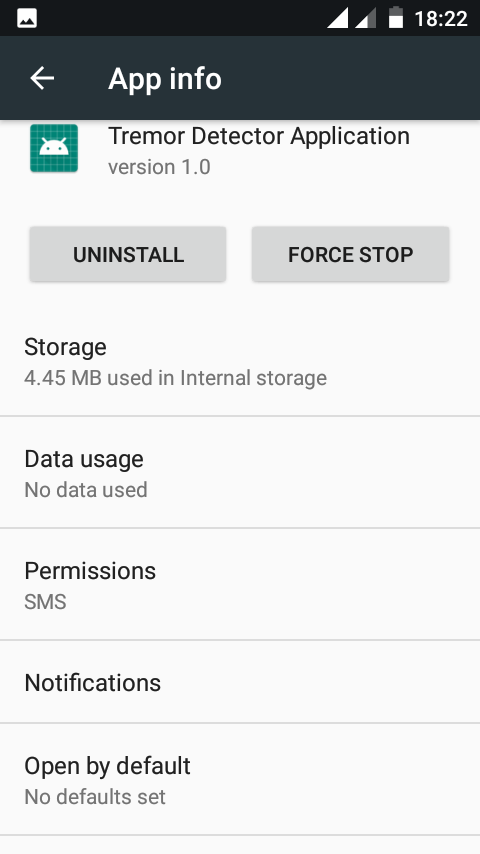 18:22
App info
Tremor Detector Application
version 1.0
UNINSTALL
FORCE STOP
Storage
4.45 MB used in Internal storage
Data usage
No data used
Permissions
SMS
Notifications
Open by default
No defaults set